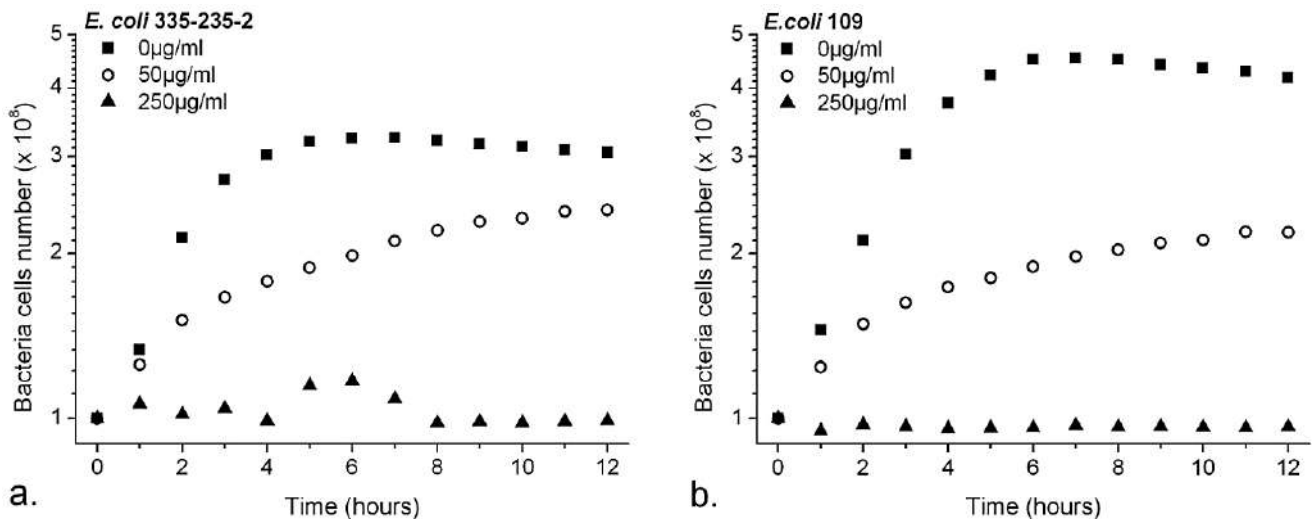 E. coli 335-235-2
0µg/ml
50µg/ml
250µg/ml
5
4
3
2
1
Bacteria cells number (x 10⁸)
0
2
4
6
8
10
12
Time (hours)
a.
E.coli 109
0µg/ml
50µg/ml
250µg/ml
5
4
3
2
1
Bacteria cells number (x 10⁸)
0
2
4
6
8
10
12
Time (hours)
b.